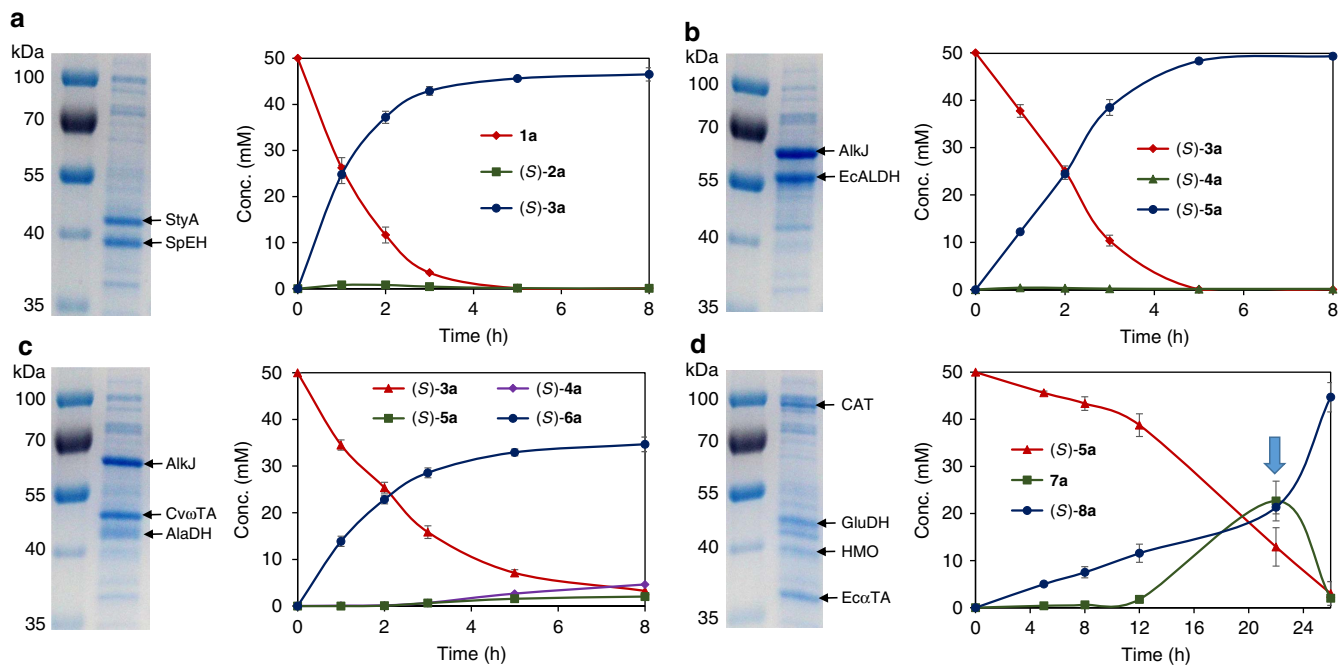 a
kDa
100
70
55
40
35
StyA
SpEH
Conc. (mM)
50
40
30
20
10
0
0 2 4 6 8
Time (h)
1a
(S)-2a
(S)-3a
b
kDa
100
70
55
40
35
AlkJ
EcALDH
Conc. (mM)
50
40
30
20
10
0
0 2 4 6 8
Time (h)
(S)-3a
(S)-4a
(S)-5a
c
kDa
100
70
55
40
35
AlkJ
CvωTA
AlaDH
Conc. (mM)
50
40
30
20
10
0
0 2 4 6 8
Time (h)
(S)-3a (S)-4a
(S)-5a (S)-6a
d
kDa
100
70
55
40
35
CAT
GluDH
HMO
EcαTA
Conc. (mM)
50
40
30
20
10
0
0 4 8 12 16 20 24
Time (h)
(S)-5a
7a
(S)-8a